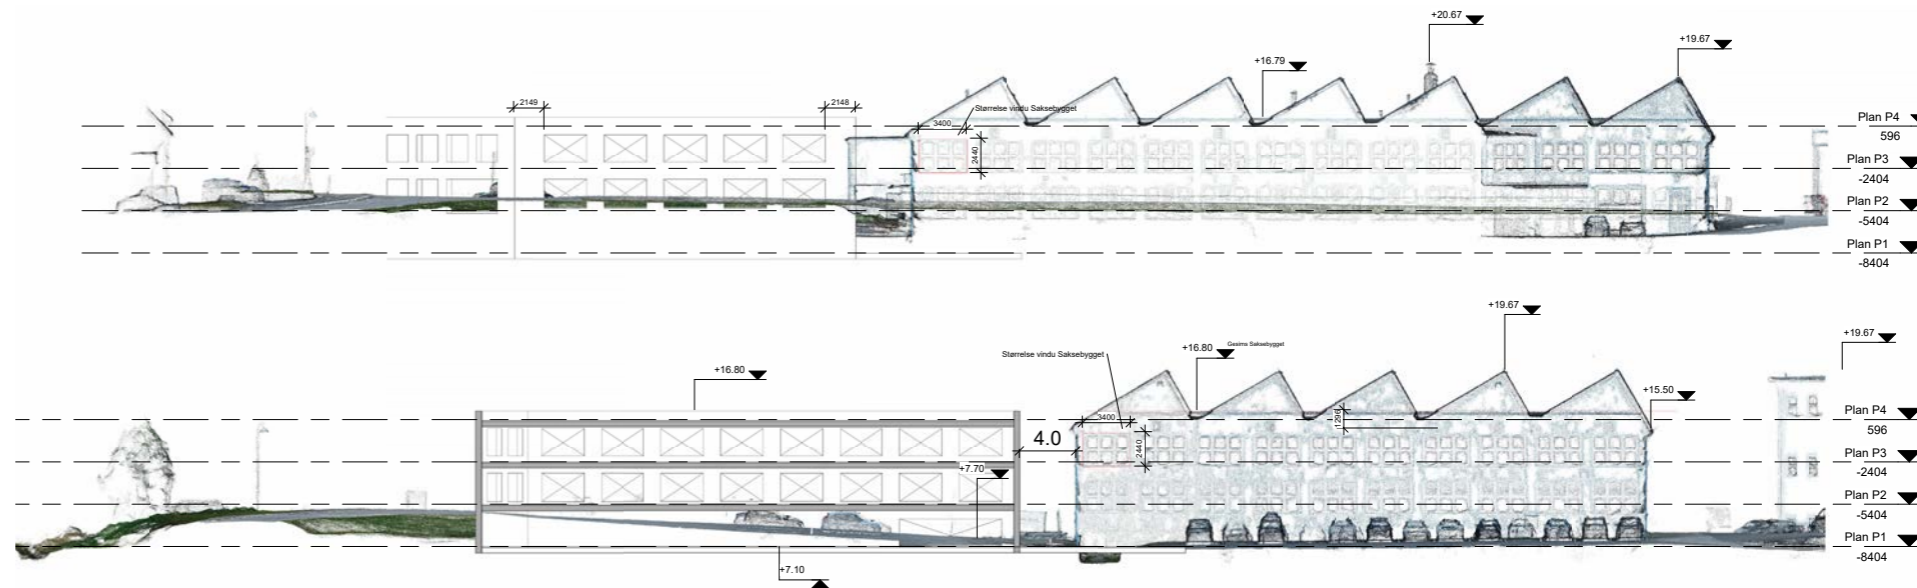 +20.67
+19.67
+16.79
2149
2148
Størrelse vindu Saksebygget
3400
2440
Plan P4
596
Plan P3
-2404
Plan P2
-5404
Plan P1
-8404
+19.67
+19.67
+16.80
Gesims Saksebygget
Størrelse vindu Saksebygget
+16.80
+15.50
3400
1296
2440
4.0
+7.70
+7.10
Plan P4
596
Plan P3
-2404
Plan P2
-5404
Plan P1
-8404